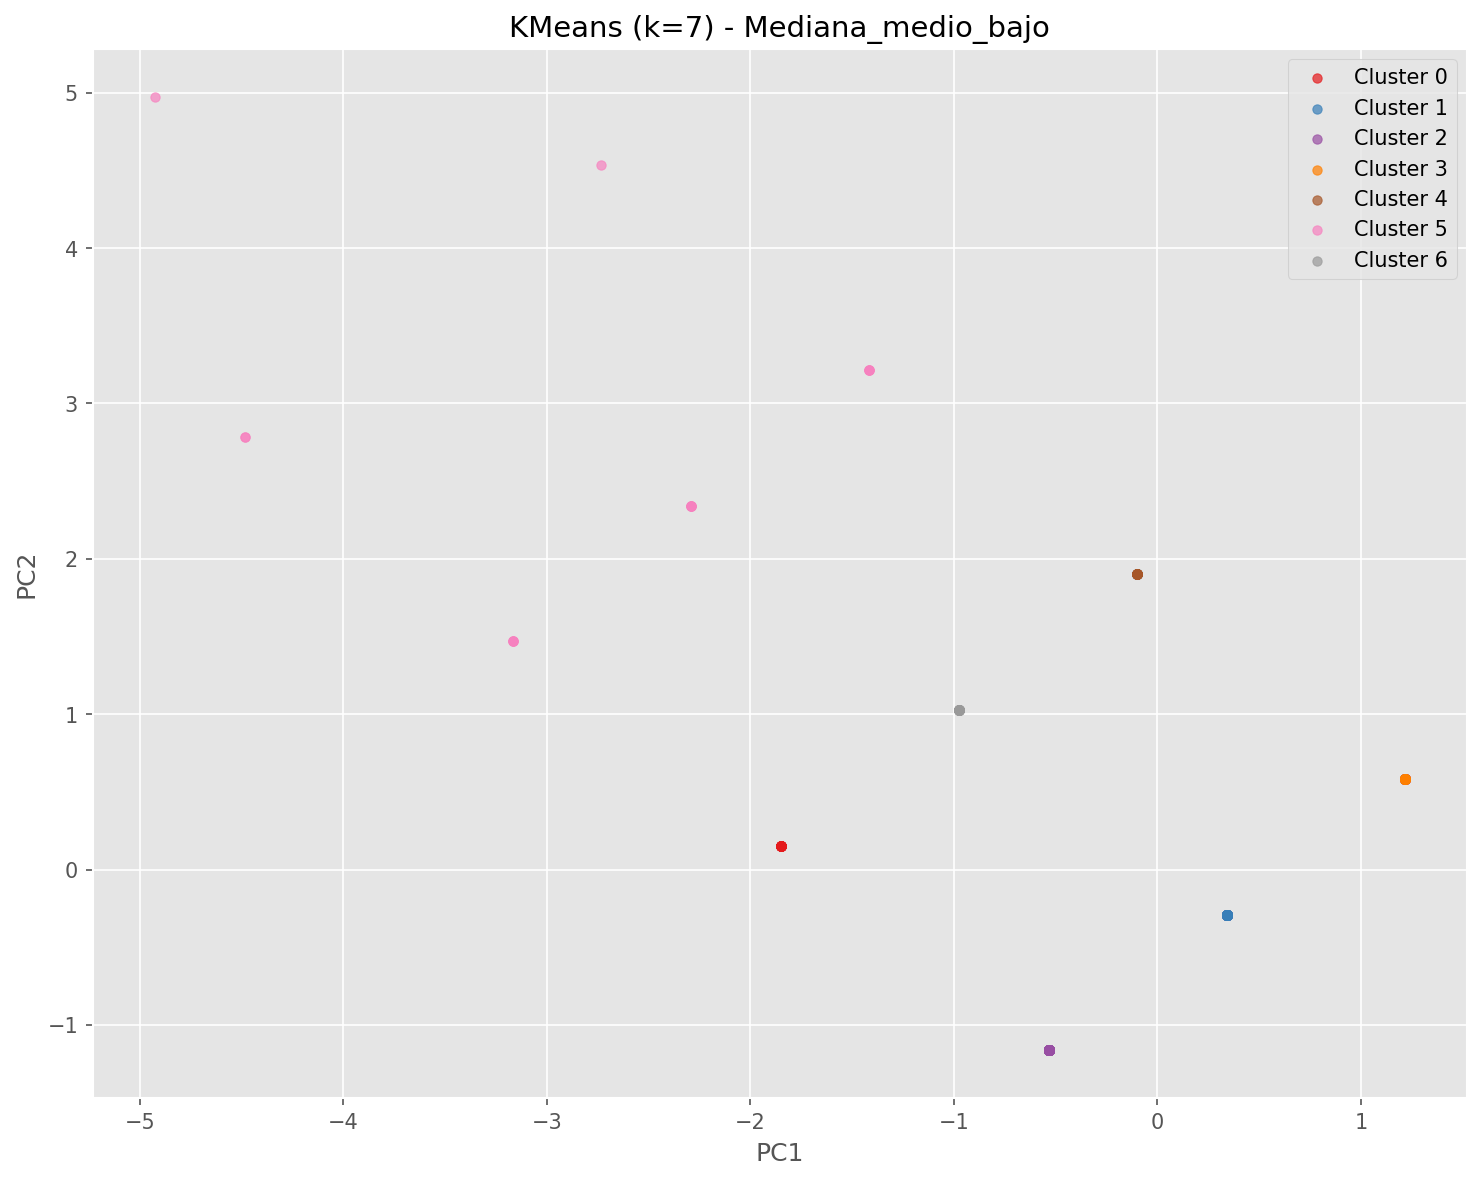 KMeans (k=7) - Mediana_medio_bajo
Cluster 0
Cluster 1
Cluster 2
Cluster 3
Cluster 4
Cluster 5
Cluster 6
5
4
3
2
1
0
−1
PC2
−5
−4
−3
−2
−1
0
1
PC1